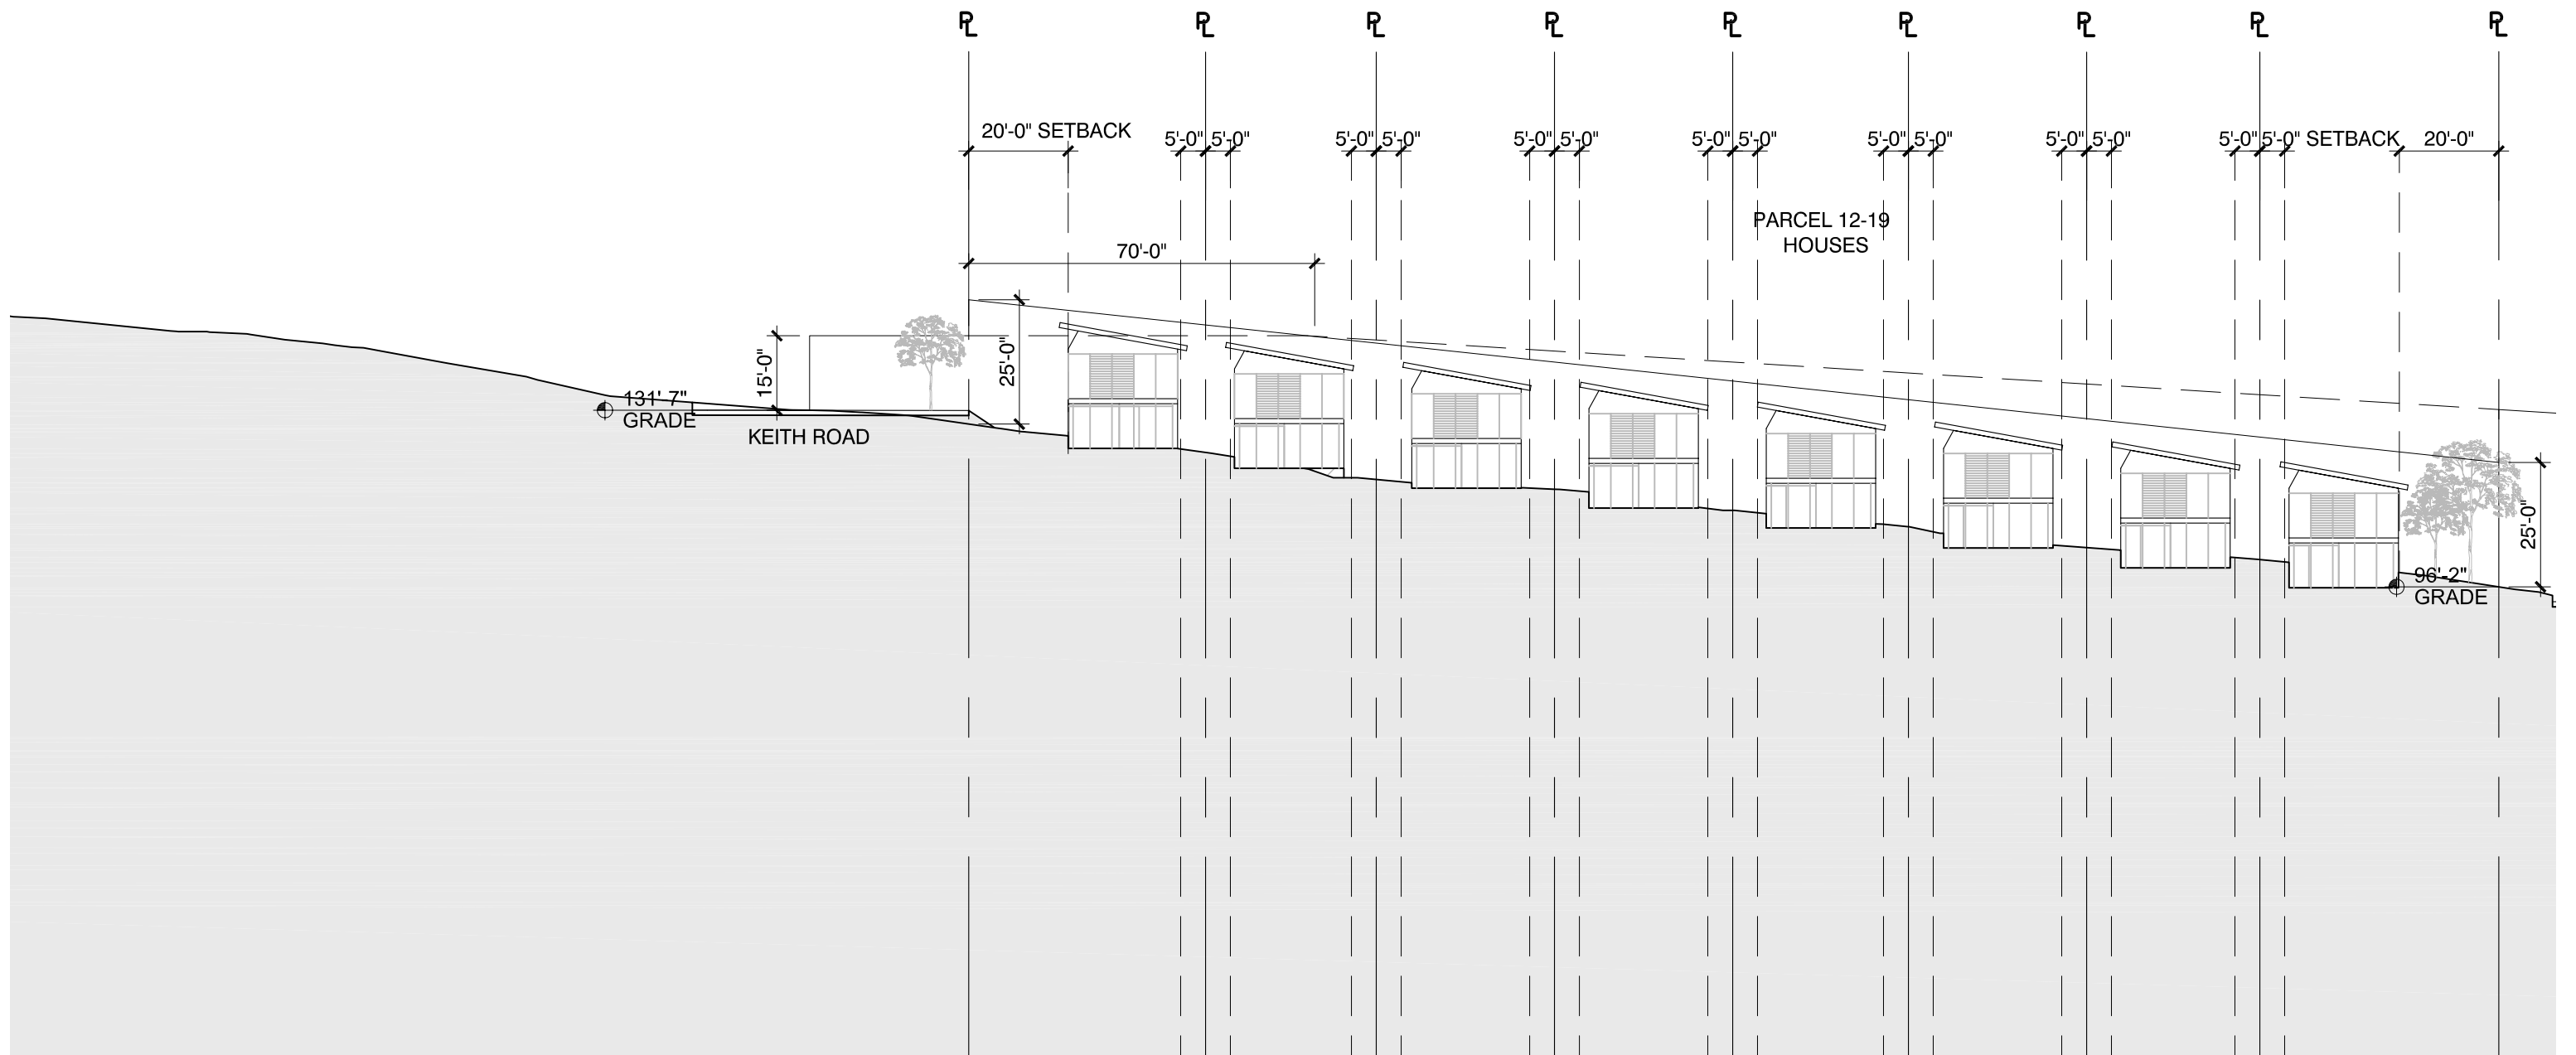 PL PL PL PL PL PL PL PL PL
20'-0" SETBACK
5'-0" 5'-0" 5'-0" 5'-0" 5'-0" 5'-0" 5'-0" 5'-0" 5'-0" 5'-0" 5'-0" 5'-0" 5'-0" 5'-0" SETBACK 20'-0"
PARCEL 12-19
HOUSES
70'-0"
15'-0"
25'-0"
131'-7"
GRADE
KEITH ROAD
25'-0"
96'-2"
GRADE